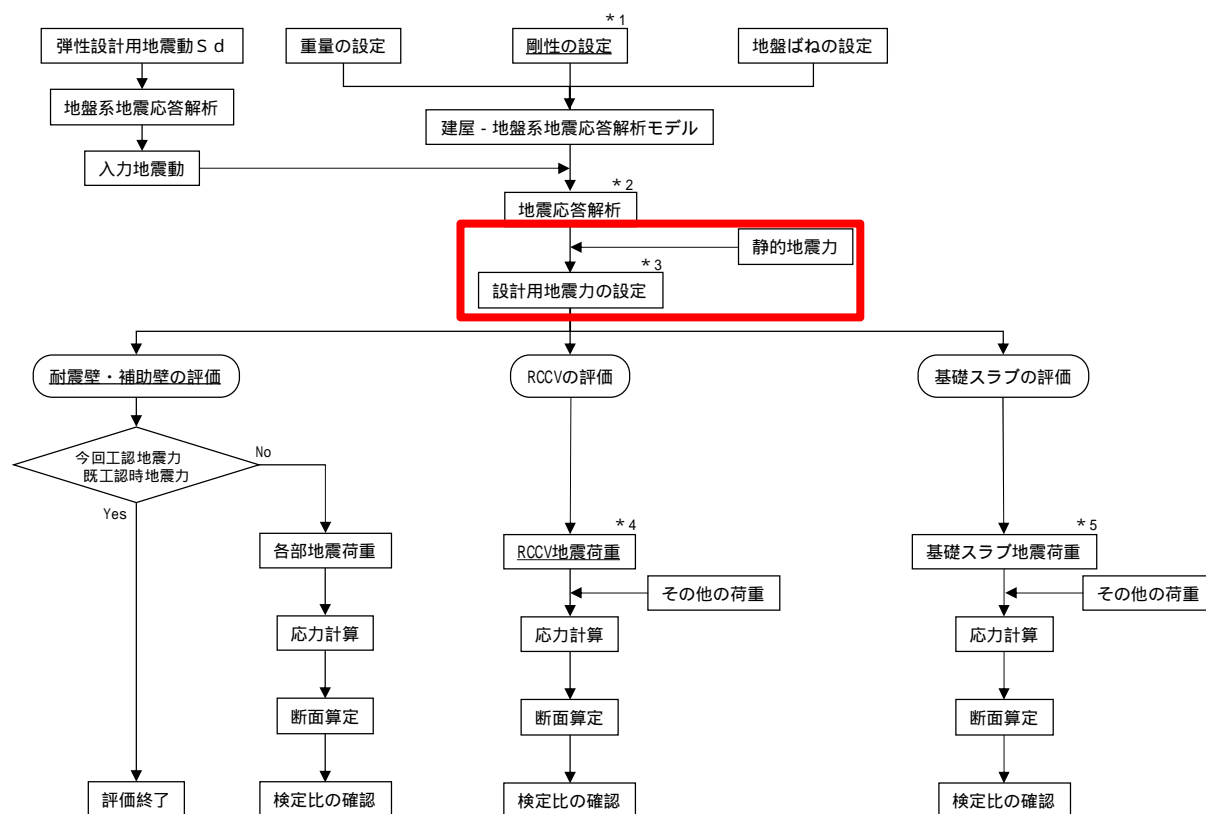 *1
弾性設計用地震動Ｓｄ
重量の設定
剛性の設定
地盤ばねの設定
地盤系地震応答解析
建屋 - 地盤系地震応答解析モデル
入力地震動
*2
地震応答解析
静的地震力
*3
設計用地震力の設定
耐震壁・補助壁の評価
RCCVの評価
基礎スラブの評価
今回工認地震力
既工認時地震力
No
Yes
各部地震荷重
*4
RCCV地震荷重
*5
基礎スラブ地震荷重
その他の荷重
その他の荷重
応力計算
応力計算
応力計算
断面算定
断面算定
断面算定
評価終了
検定比の確認
検定比の確認
検定比の確認